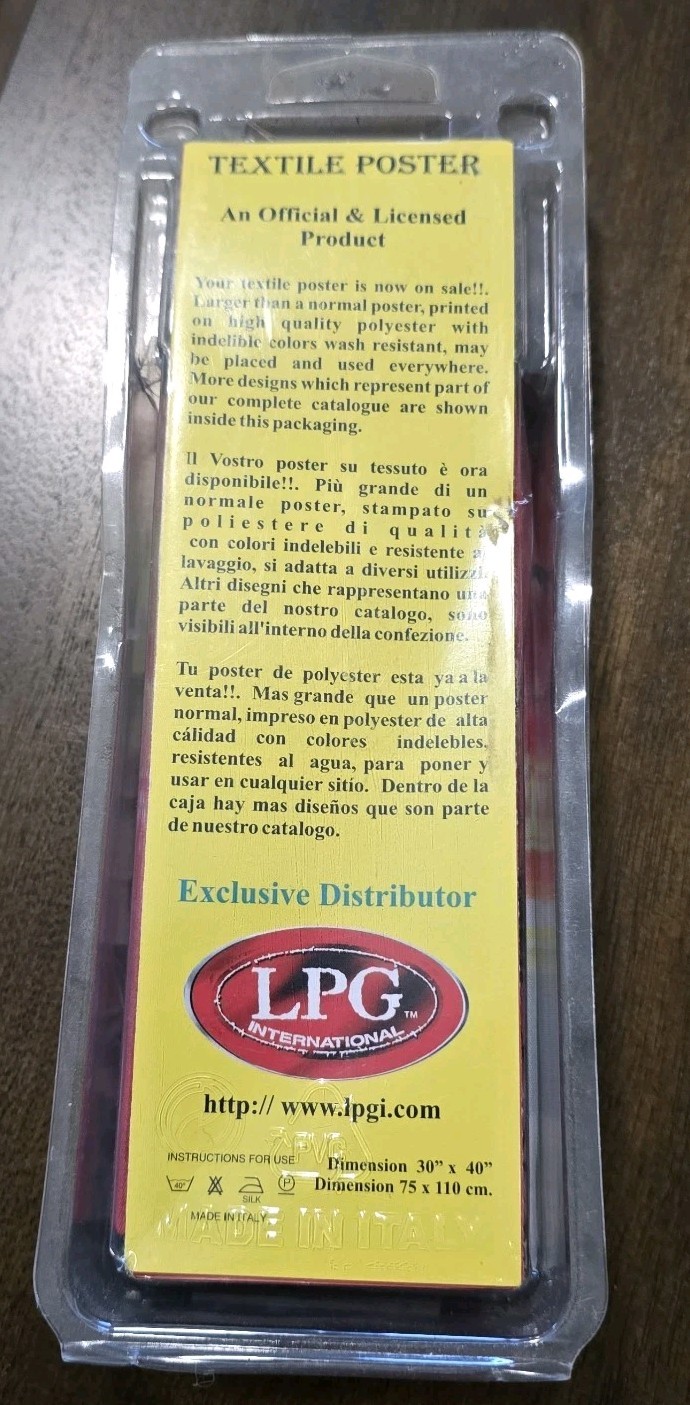 TEXTILE POSTER
An Official & Licensed
Product
Your textile poster is now on sale!!.
Larger than a normal poster, printed
on high quality polyester with
indelible colors wash resistant, may
be placed and used everywhere.
More designs which represent part of
our complete catalogue are shown
inside this packaging.
Il Vostro poster su tessuto è ora
disponibile!!. Più grande di un
normale poster, stampato su
poliestere di qualità
con colori indelebili e resistente al
lavaggio, si adatta a diversi utilizzi.
Altri disegni che rappresentano una
parte del nostro catalogo, sono
visibili all'interno della confezione.
Tu poster de polyester esta ya a la
venta!!. Mas grande que un poster
normal, impreso en polyester de alta
cálidad con colores indelebles,
resistentes al agua, para poner y
usar en cualquier sitío. Dentro de la
caja hay mas diseños que son parte
de nuestro catalogo.
Exclusive Distributor
LPG TM
INTERNATIONAL
http:// www.lpgi.com
PVC
INSTRUCTIONS FOR USE
40°
P
SILK
Dimension 30" x 40"
Dimension 75 x 110 cm.
MADE IN ITALY
MADE IN ITALY